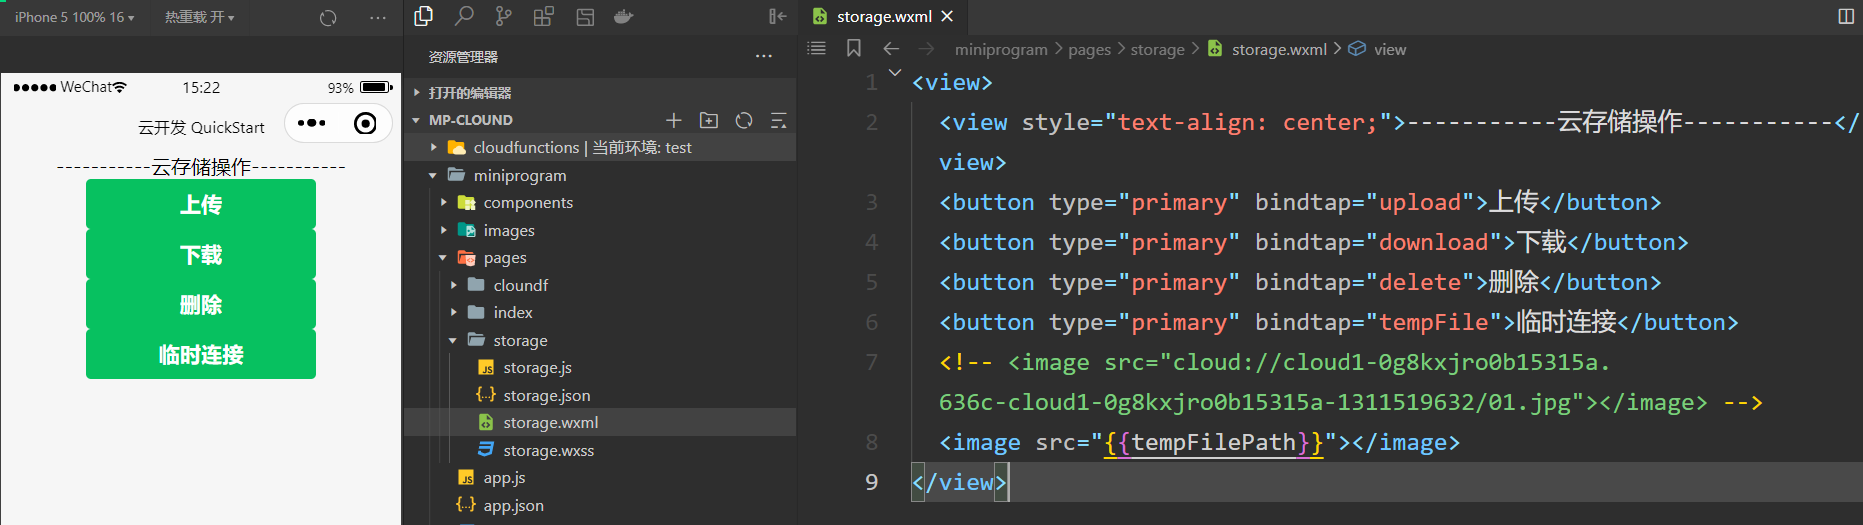 iPhone 5 100% 16
热重载 开
WeChat
15:22
93%
云开发 QuickStart
-----------云存储操作-----------
上传
下载
删除
临时连接
资源管理器
打开的编辑器
MP-CLOUND
cloudfunctions | 当前环境: test
miniprogram
components
images
pages
cloundf
index
storage
storage.js
storage.json
storage.wxml
storage.wxss
app.js
app.json
storage.wxml
miniprogram > pages > storage > storage.wxml > view
1 <view>
2 <view style="text-align: center;">-----------云存储操作-----------</
view>
3 <button type="primary" bindtap="upload">上传</button>
4 <button type="primary" bindtap="download">下载</button>
5 <button type="primary" bindtap="delete">删除</button>
6 <button type="primary" bindtap="tempFile">临时连接</button>
7 <!-- <image src="cloud://cloud1-0g8kxjro0b15315a.
636c-cloud1-0g8kxjro0b15315a-1311519632/01.jpg"></image> -->
8 <image src="{{tempFilePath}}"></image>
9 </view>